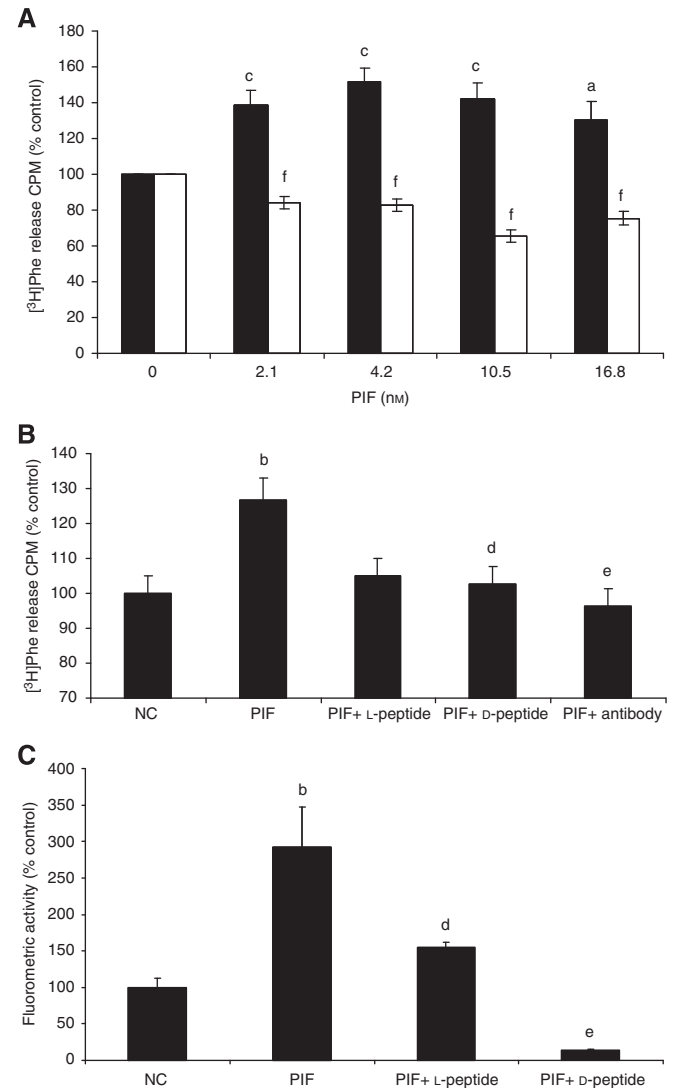 A
[³H]Phe release CPM (% control)
180
160
140
120
100
80
60
40
20
0
c
c
c
a
f
f
f
f
0 2.1 4.2 10.5 16.8
PIF (nM)
B
[³H]Phe release CPM (% control)
140
130
120
110
100
90
80
70
b
d
e
NC PIF PIF+ L-peptide PIF+ D-peptide PIF+ antibody
C
Fluorometric activity (% control)
400
350
300
250
200
150
100
50
0
b
d
e
NC PIF PIF+ L-peptide PIF+ D-peptide